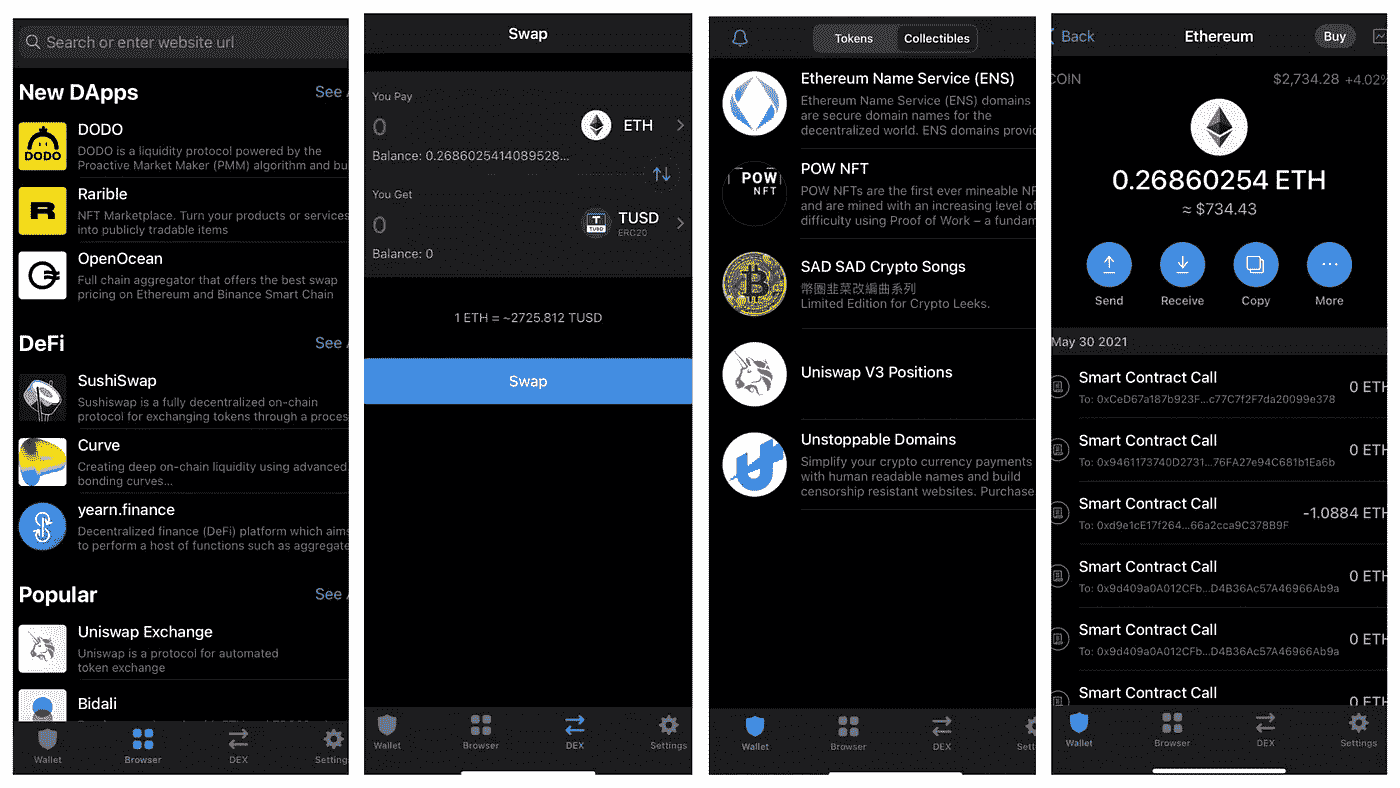 Search or enter website url
New DApps
See
DODO
DODO
DODO is a liquidity protocol powered by the
Proactive Market Maker (PMM) algorithm and bu
R
Rarible
NFT Marketplace. Turn your products or services
into publicly tradable items
OpenOcean
Full chain aggregator that offers the best swap
pricing on Ethereum and Binance Smart Chain
DeFi
See
SushiSwap
Sushiswap is a fully decentralized on-chain
protocol for exchanging tokens through a proces
Curve
Creating deep on-chain liquidity using advanced
bonding curves...
yearn.finance
Decentralized finance (DeFi) platform which aims
to perform a host of functions such as aggregate
Popular
See
Uniswap Exchange
Uniswap is a protocol for automated
token exchange
Bidali
Wallet
Browser
DEX
Setting
Swap
You Pay
0
ETH
Balance: 0.2686025414089528...
You Get
0
T
TUSD
TUSD
ERC20
Balance: 0
1 ETH = ~2725.812 TUSD
Swap
Wallet
Browser
DEX
Settings
Tokens
Collectibles
Ethereum Name Service (ENS)
Ethereum Name Service (ENS) domains
are secure domain names for the
decentralized world. ENS domains provid
POW
NFT
POW NFT
POW NFTs are the first ever mineable NF
and are mined with an increasing level of
difficulty using Proof of Work – a fundam
SAD SAD Crypto Songs
幣圈韭菜改編曲系列
Limited Edition for Crypto Leeks.
Uniswap V3 Positions
Unstoppable Domains
Simplify your crypto currency payments
with human readable names and build
censorship resistant websites. Purchase
Wallet
Browser
DEX
Sett
Back
Ethereum
Buy
COIN
$2,734.28 +4.02%
0.26860254 ETH
≈ $734.43
Send
Receive
Copy
More
May 30 2021
Smart Contract Call
0 ETH
To: 0xCeD67a187b923F...c77C7f2F7da20099e378
Smart Contract Call
0 ETH
To: 0x9461173740D2731...76FA27e94C681b1Ea6b
Smart Contract Call
-1.0884 ETH
To: 0xd9e1cE17f264...66a2cca9C378B9F
Smart Contract Call
0 ETH
To: 0x9d409a0A012CFb...D4B36Ac57A46966Ab9a
Smart Contract Call
0 ETH
To: 0x9d409a0A012CFb...D4B36Ac57A46966Ab9a
Smart Contract Call
0 ETH
Wallet
Browser
DEX
Settings